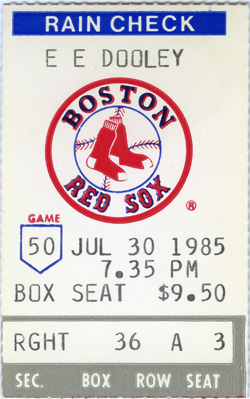 RAIN CHECK
E E DOOLEY
BOSTON
RED SOX
®
GAME
50 JUL 30 1985
7.35 PM
BOX SEAT $9.50
RGHT 36 A 3
SEC. BOX ROW SEAT